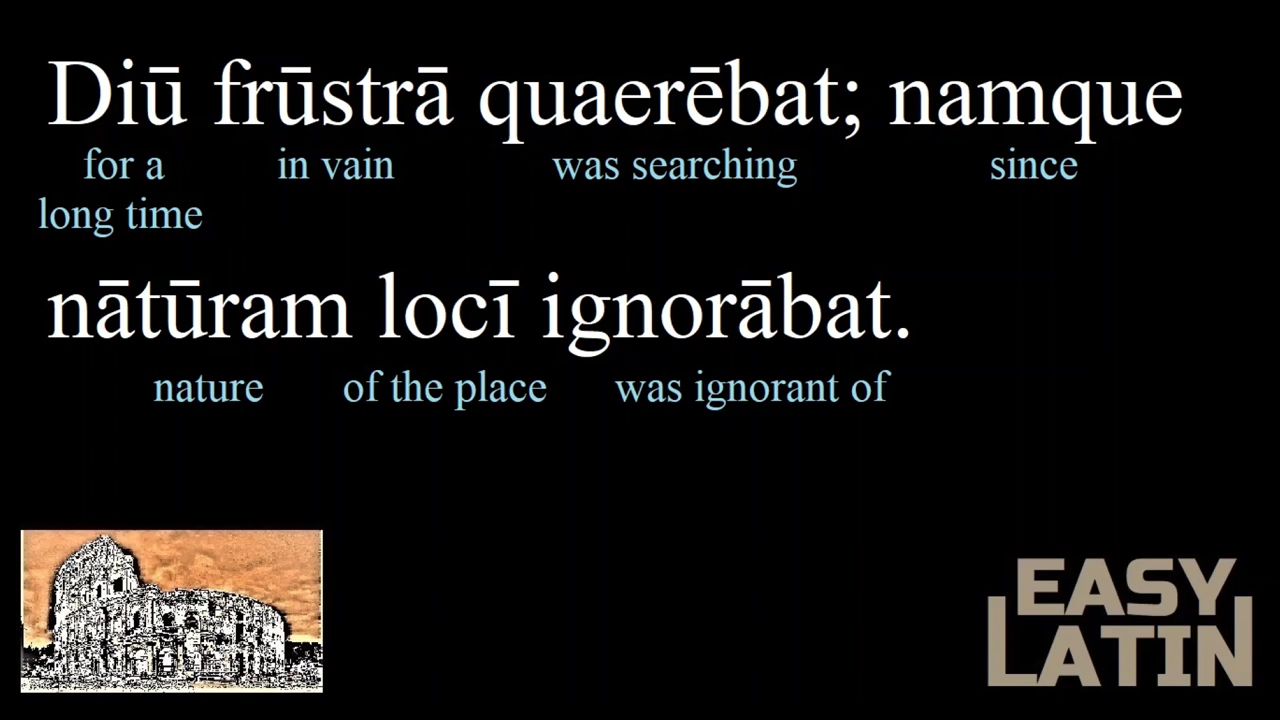 Diū frūstrā quaerēbat; namque
for a in vain was searching since
long time
nātūram locī ignorābat.
nature of the place was ignorant of
EASY
LATIN